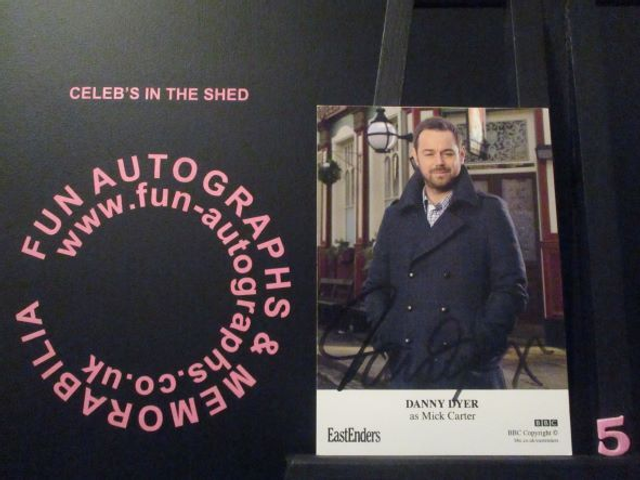 CELEB'S IN THE SHED
FUN AUTOGRAPHS & MEMORABILIA
www.fun-autographs.co.uk
DANNY DYER
as Mick Carter
EastEnders
BBC
BBC Copyright ©
5